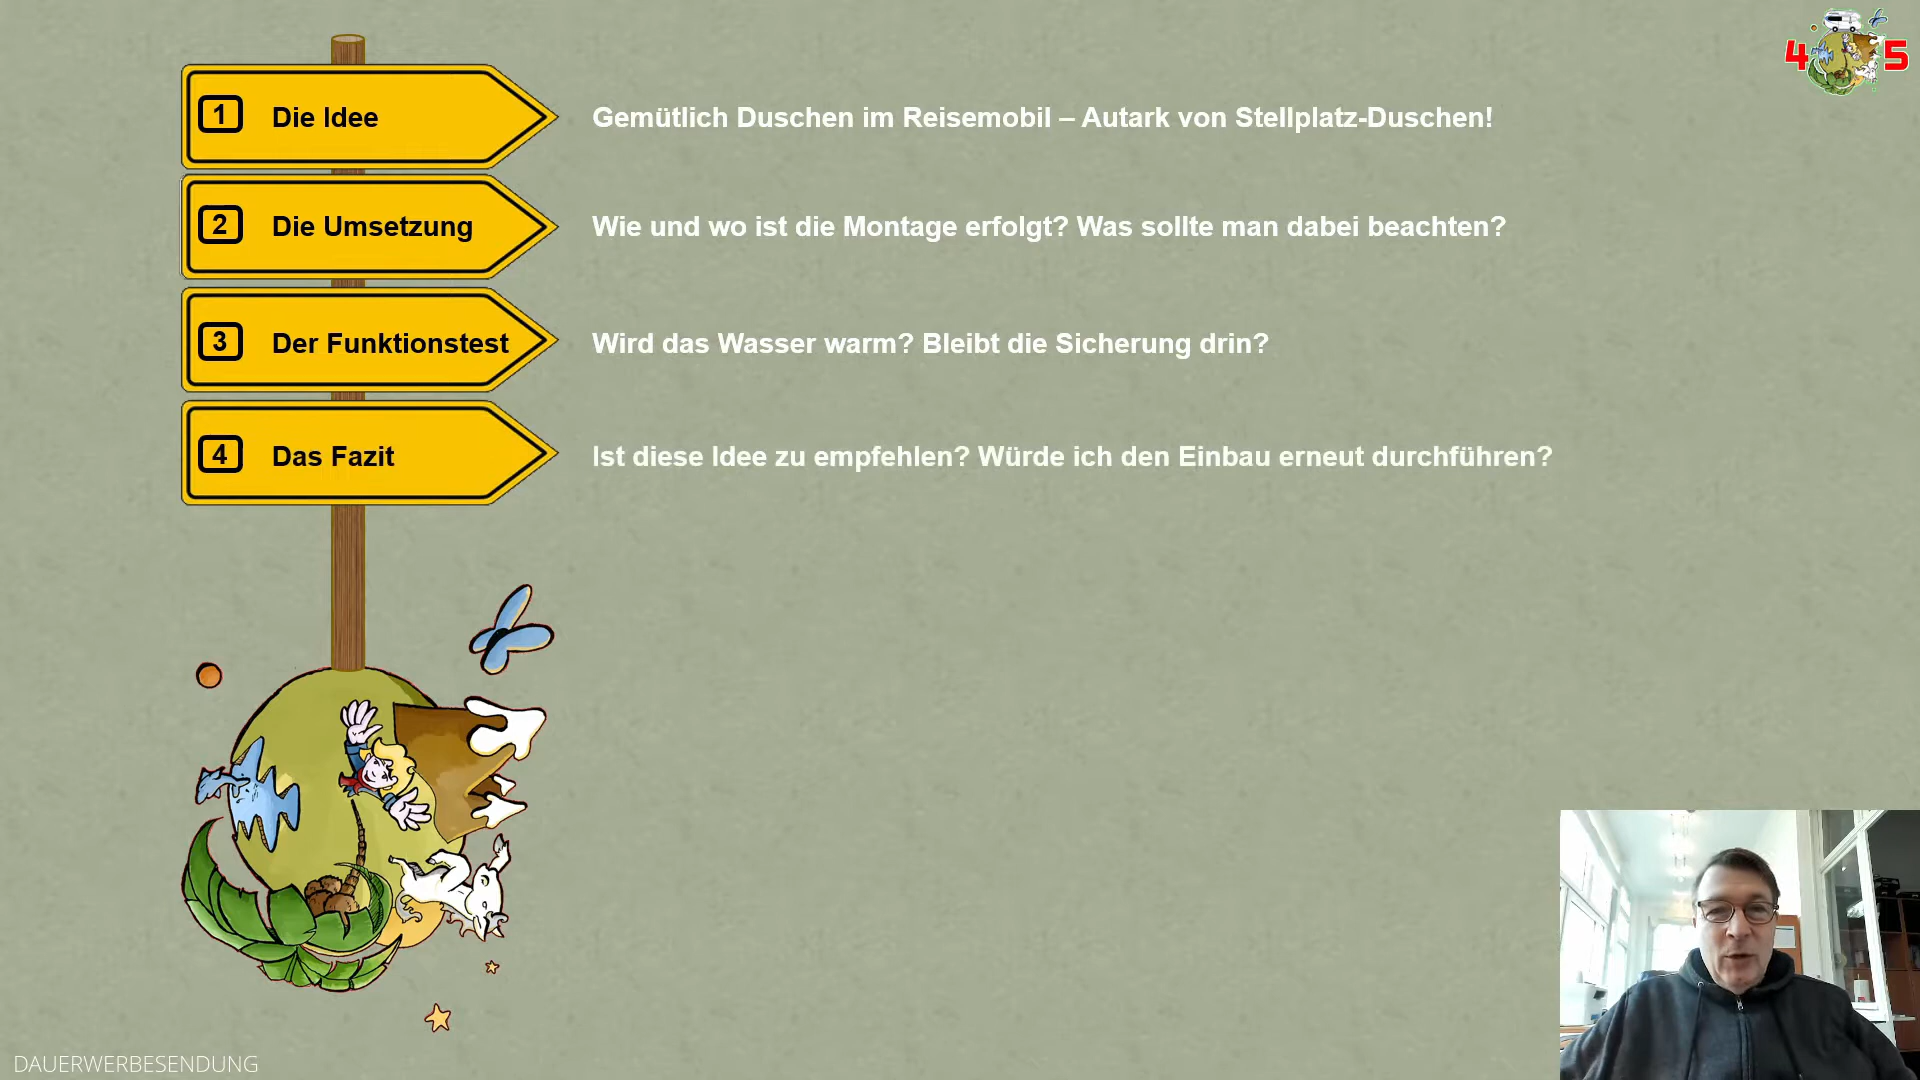 4 5
1 Die Idee Gemütlich Duschen im Reisemobil – Autark von Stellplatz-Duschen!
2 Die Umsetzung Wie und wo ist die Montage erfolgt? Was sollte man dabei beachten?
3 Der Funktionstest Wird das Wasser warm? Bleibt die Sicherung drin?
4 Das Fazit Ist diese Idee zu empfehlen? Würde ich den Einbau erneut durchführen?
DAUERWERBESENDUNG